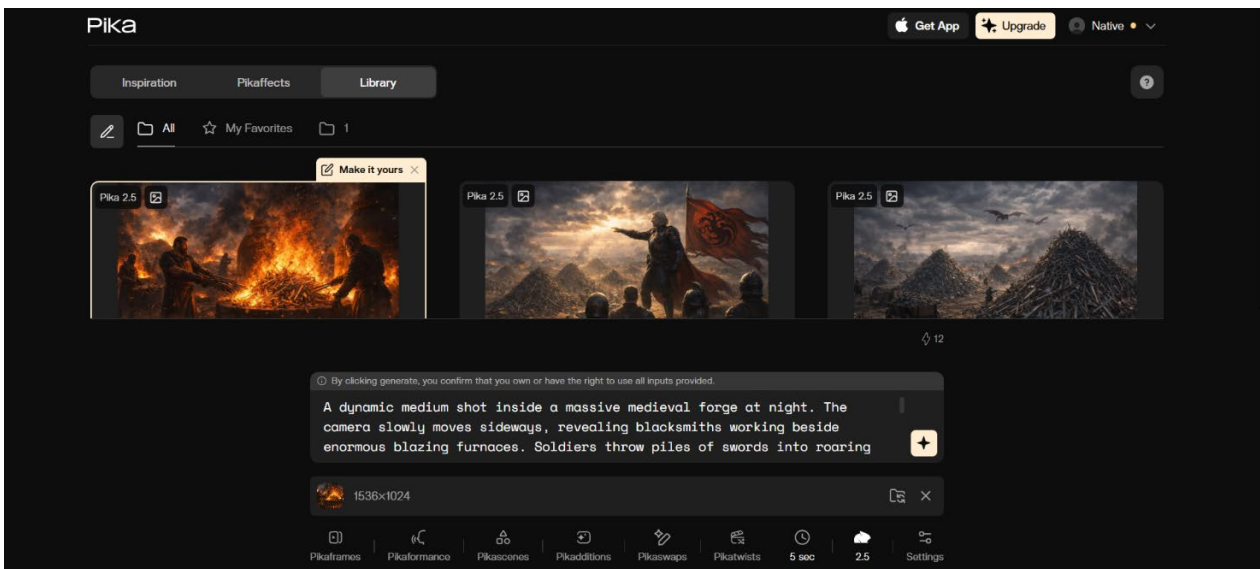 Pika
Get App
Upgrade
Native
Inspiration
Pikaffects
Library
All
My Favorites
1
Make it yours
Pika 2.5
Pika 2.5
Pika 2.5
12
By clicking generate, you confirm that you own or have the right to use all inputs provided.
A dynamic medium shot inside a massive medieval forge at night. The
camera slowly moves sideways, revealing blacksmiths working beside
enormous blazing furnaces. Soldiers throw piles of swords into roaring
1536×1024
Pikaframes
Pikaformance
Pikascenes
Pikadditions
Pikaswaps
Pikatwists
5 sec
2.5
Settings